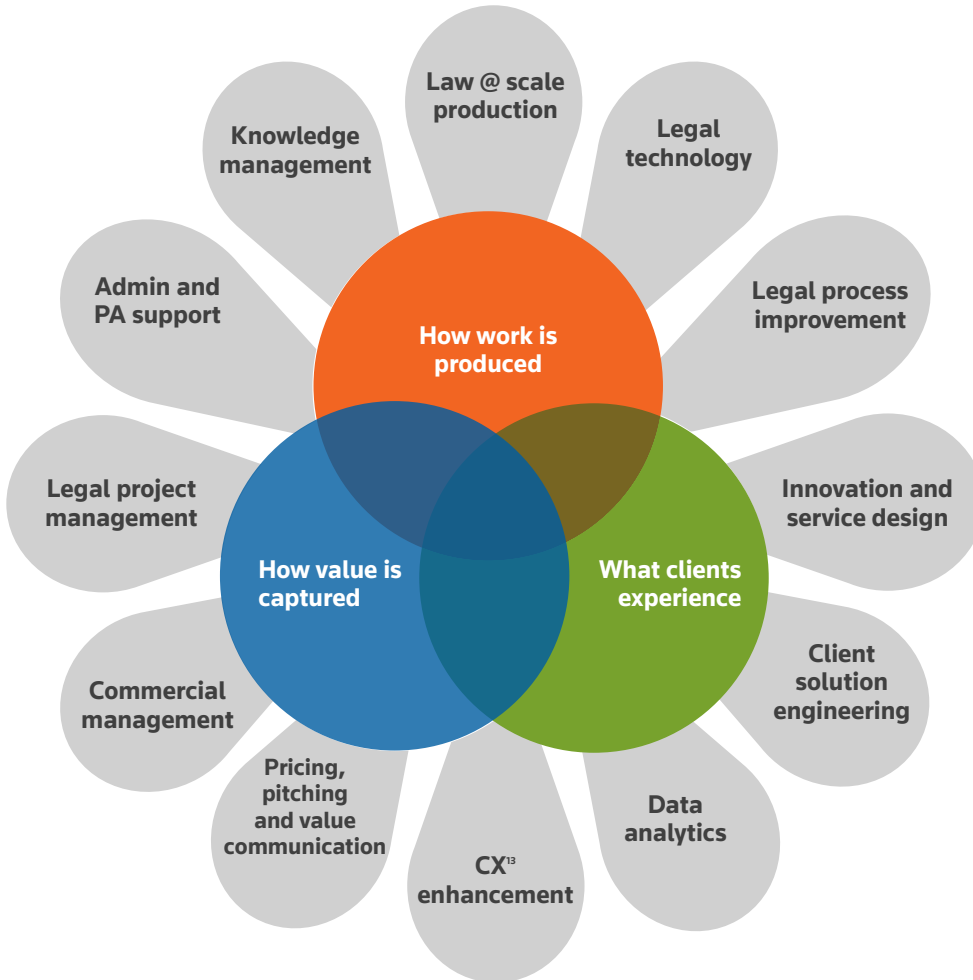 Law @ scale
production
Legal
technology
Legal process
improvement
Innovation and
service design
Client
solution
engineering
Data
analytics
CX¹³
enhancement
Pricing,
pitching
and value
communication
Commercial
management
Legal project
management
Admin and
PA support
Knowledge
management
How work is
produced
How value is
captured
What clients
experience